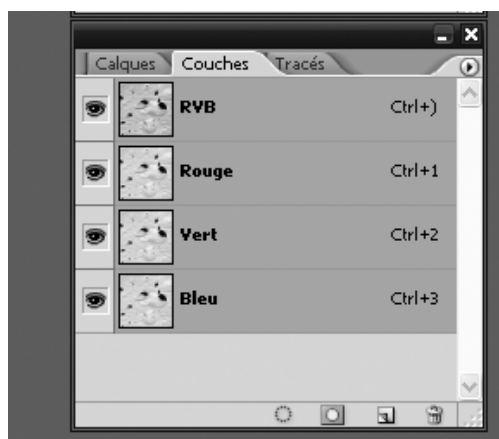 Calques Couches Tracés
RVB Ctrl+)
Rouge Ctrl+1
Vert Ctrl+2
Bleu Ctrl+3